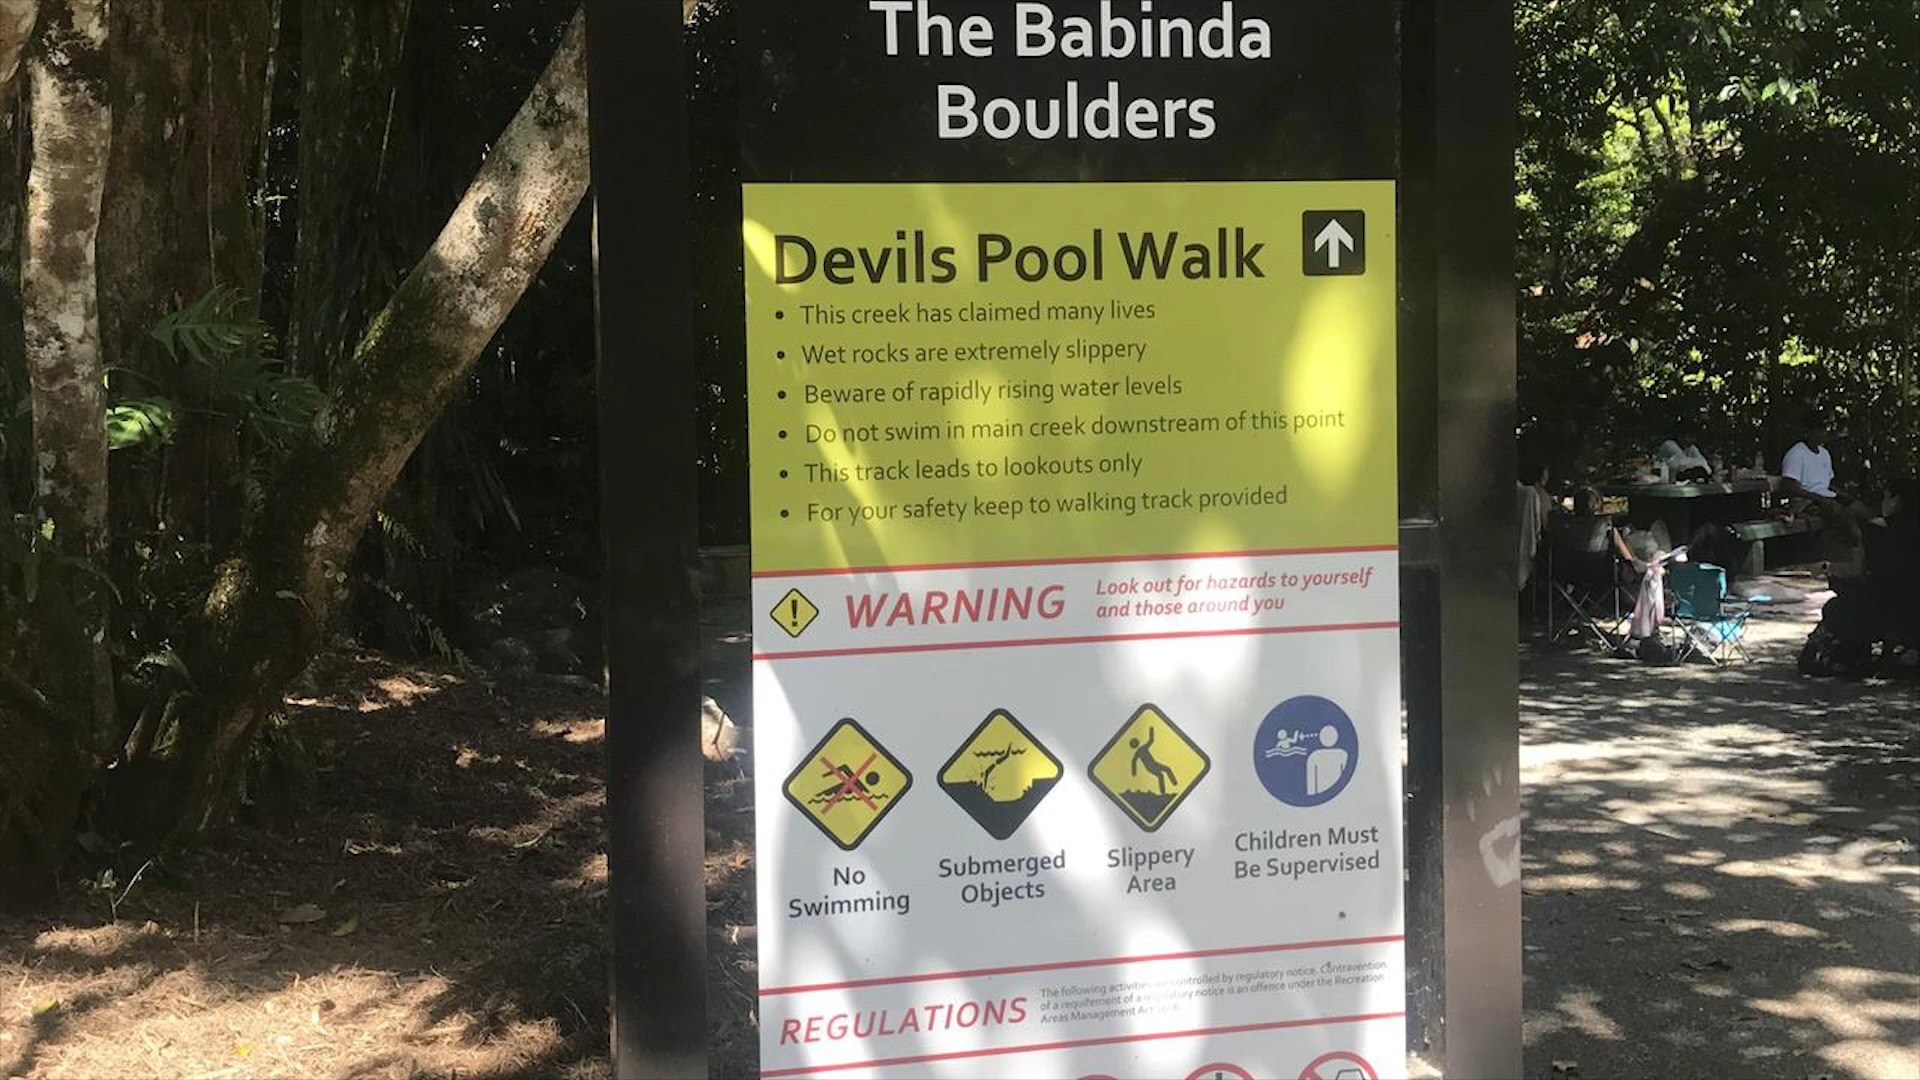 The Babinda
Boulders
Devils Pool Walk
• This creek has claimed many lives
• Wet rocks are extremely slippery
• Beware of rapidly rising water levels
• Do not swim in main creek downstream of this point
• This track leads to lookouts only
• For your safety keep to walking track provided
WARNING
Look out for hazards to yourself
and those around you
No
Swimming
Submerged
Objects
Slippery
Area
Children Must
Be Supervised
REGULATIONS
The following activities are controlled by regulatory notice. Contravention
of a requirement of a regulatory notice is an offence under the Recreation
Areas Management Act